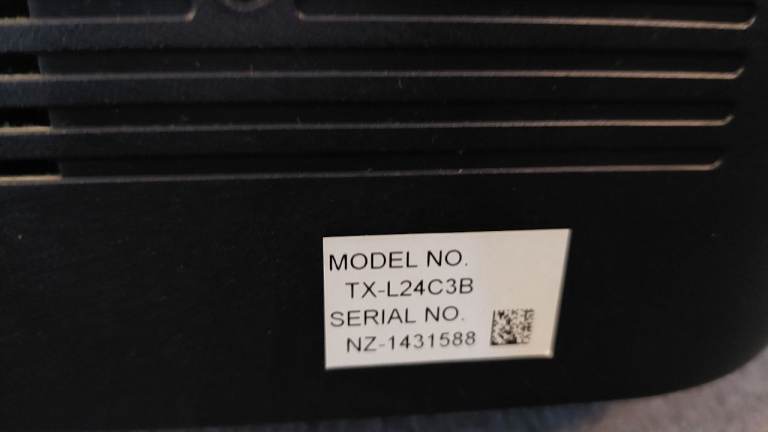 MODEL NO.
TX-L24C3B
SERIAL NO.
NZ-1431588